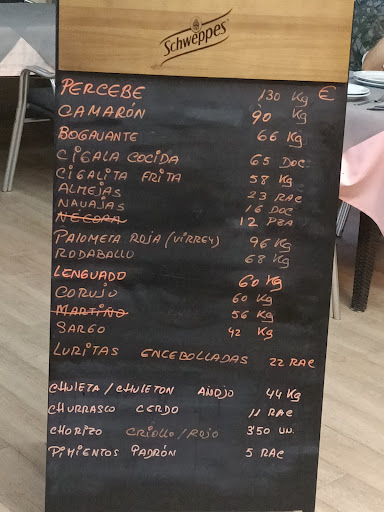 Schweppes
PERCEBE 130 Kg €
CAMARÓN 90 Kg
BOGAVANTE 66 Kg
CIGALA COCIDA 65 DOC
CIGALITA FRITA 58 Kg
ALMEJAS 23 RAC
NAVAJAS 16 DOC
NÉCORA 12 PZA
PALOMETA ROJA (VIRREY) 96 Kg
RODABALLO 68 Kg
LENGUADO 60 Kg
CORUJO 60 Kg
MARTIÑO 56 Kg
SARGO 42 Kg
LURITAS ENCEBOLLADAS 22 RAC
CHULETA / CHULETON AÑOJO 44 Kg
CHURRASCO CERDO 11 RAC
CHORIZO CRIOLLO / ROJO 3'50 UN.
PIMIENTOS PADRÓN 5 RAC